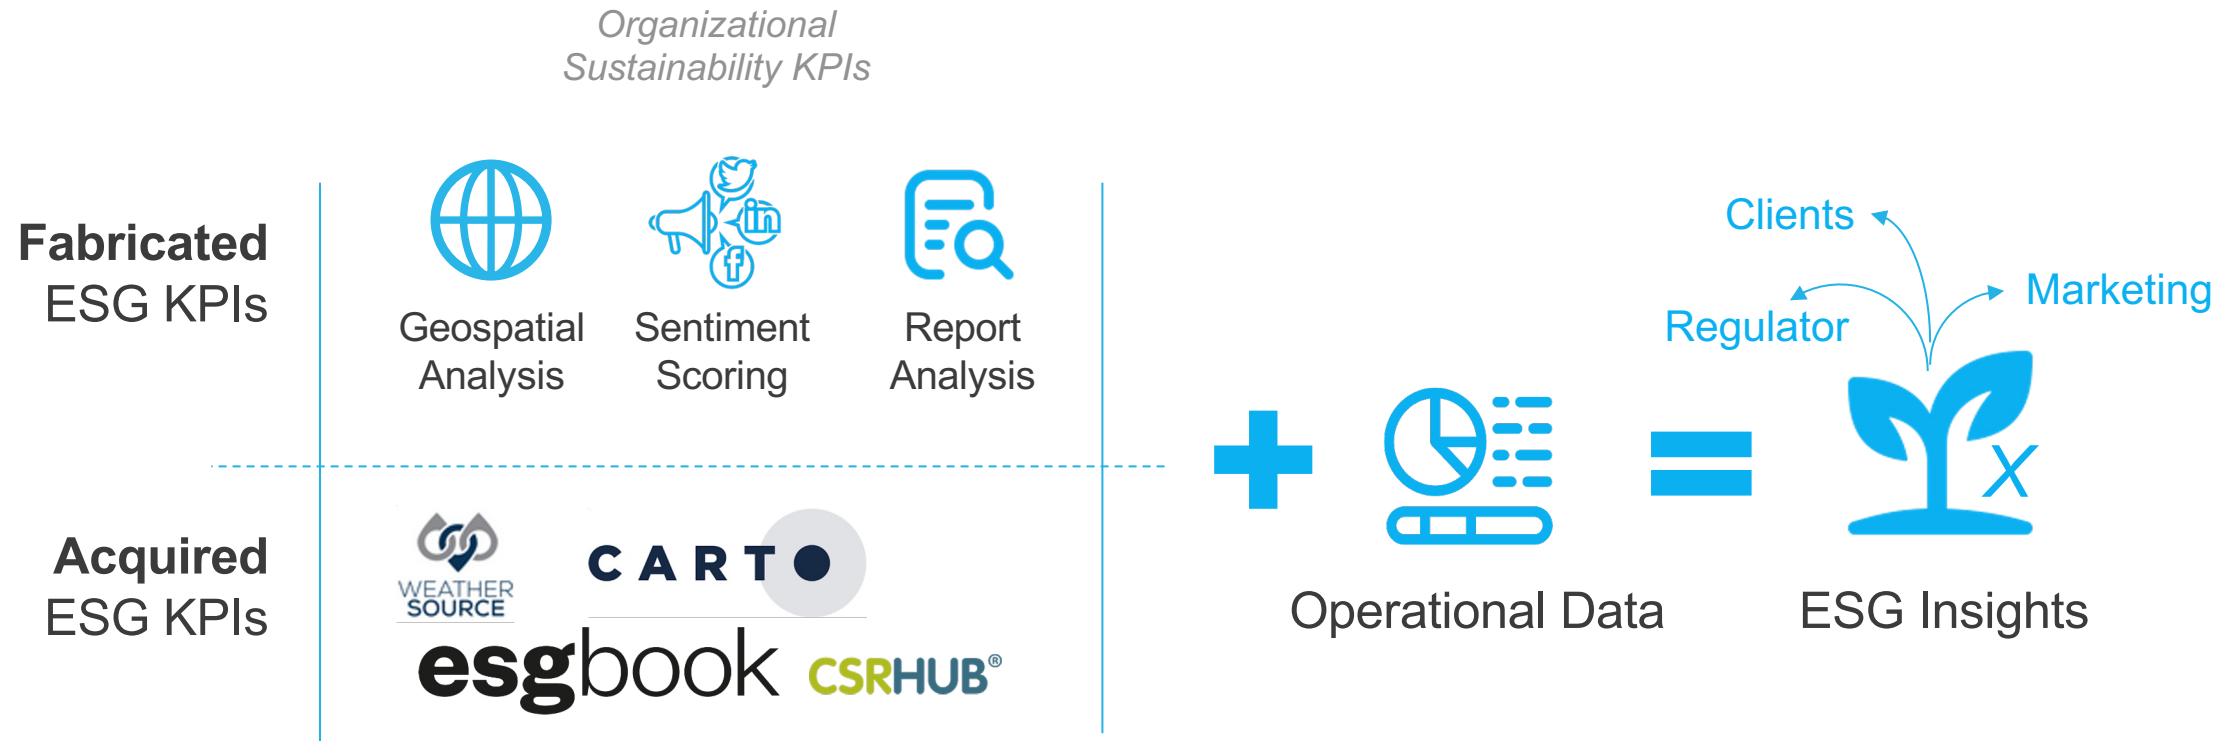 Organizational
Sustainability KPIs
Fabricated
ESG KPIs
Geospatial
Analysis
Sentiment
Scoring
Report
Analysis
in
f
Clients
Marketing
Regulator
X
Acquired
ESG KPIs
WEATHER
SOURCE
CARTO
esgbook
CSRHUB®
Operational Data
ESG Insights